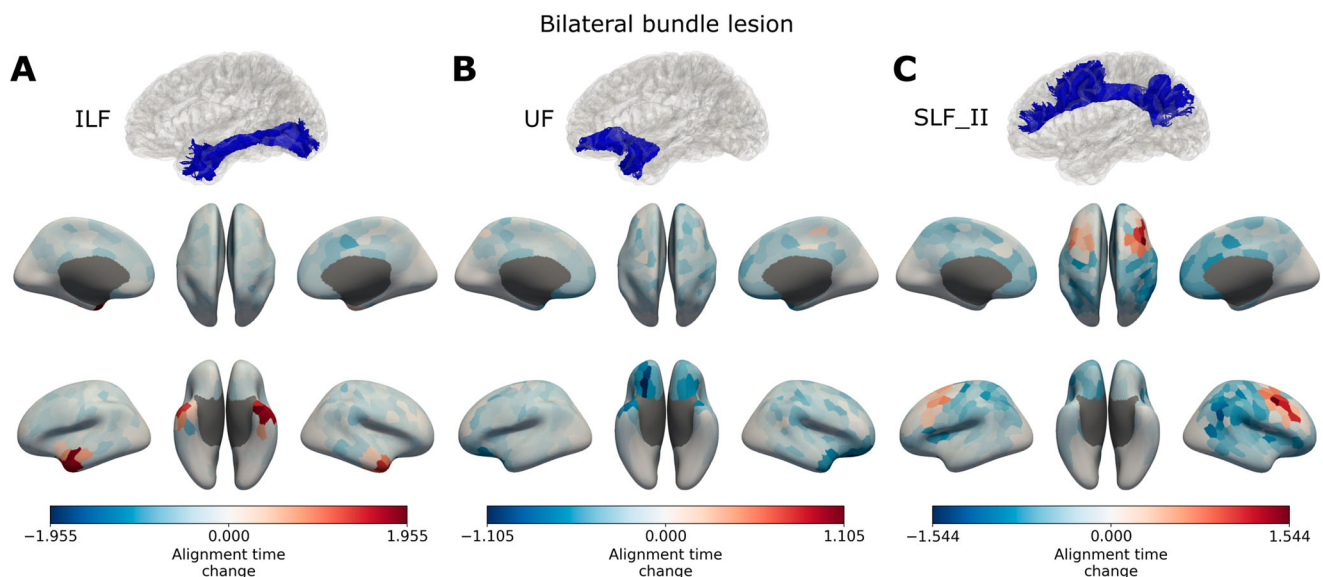 Bilateral bundle lesion
A
ILF
B
UF
C
SLF_II
−1.955 0.000 1.955
Alignment time
change
−1.105 0.000 1.105
Alignment time
change
−1.544 0.000 1.544
Alignment time
change